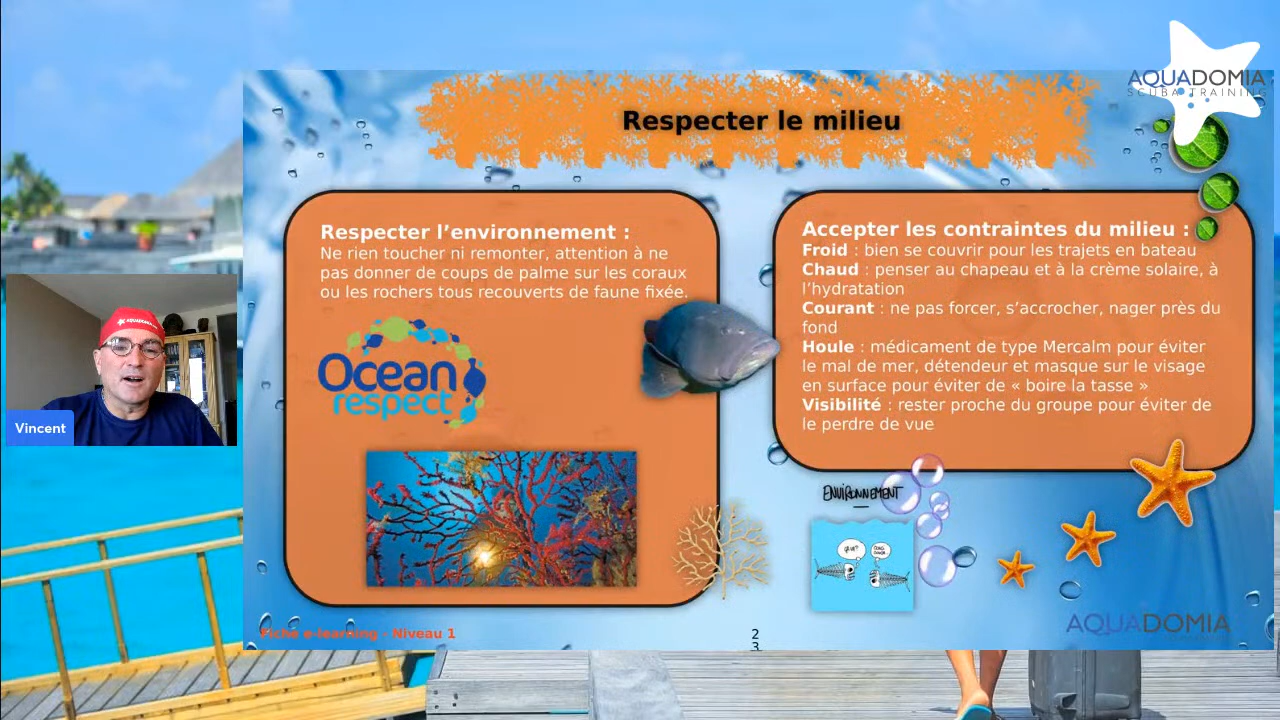 AQUADOMIA
SCUBA TRAINING
Respecter le milieu
Respecter l’environnement :
Ne rien toucher ni remonter, attention à ne
pas donner de coups de palme sur les coraux
ou les rochers tous recouverts de faune fixée.
Ocean
respect
Accepter les contraintes du milieu :
Froid : bien se couvrir pour les trajets en bateau
Chaud : penser au chapeau et à la crème solaire, à
l’hydratation
Courant : ne pas forcer, s’accrocher, nager près du
fond
Houle : médicament de type Mercalm pour éviter
le mal de mer, détendeur et masque sur le visage
en surface pour éviter de « boire la tasse »
Visibilité : rester proche du groupe pour éviter de
le perdre de vue
ENVIRONNEMENT
Vincent
Fiche e-learning - Niveau 1
2
3
AQUADOMIA